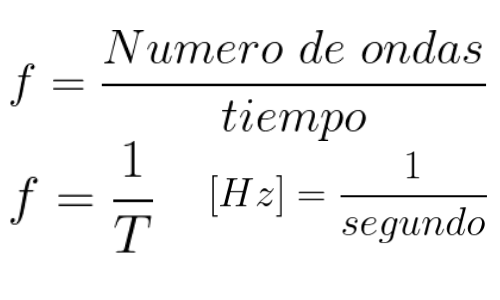 f = Numero de ondas / tiempo
f = 1 / T [Hz] = 1 / segundo